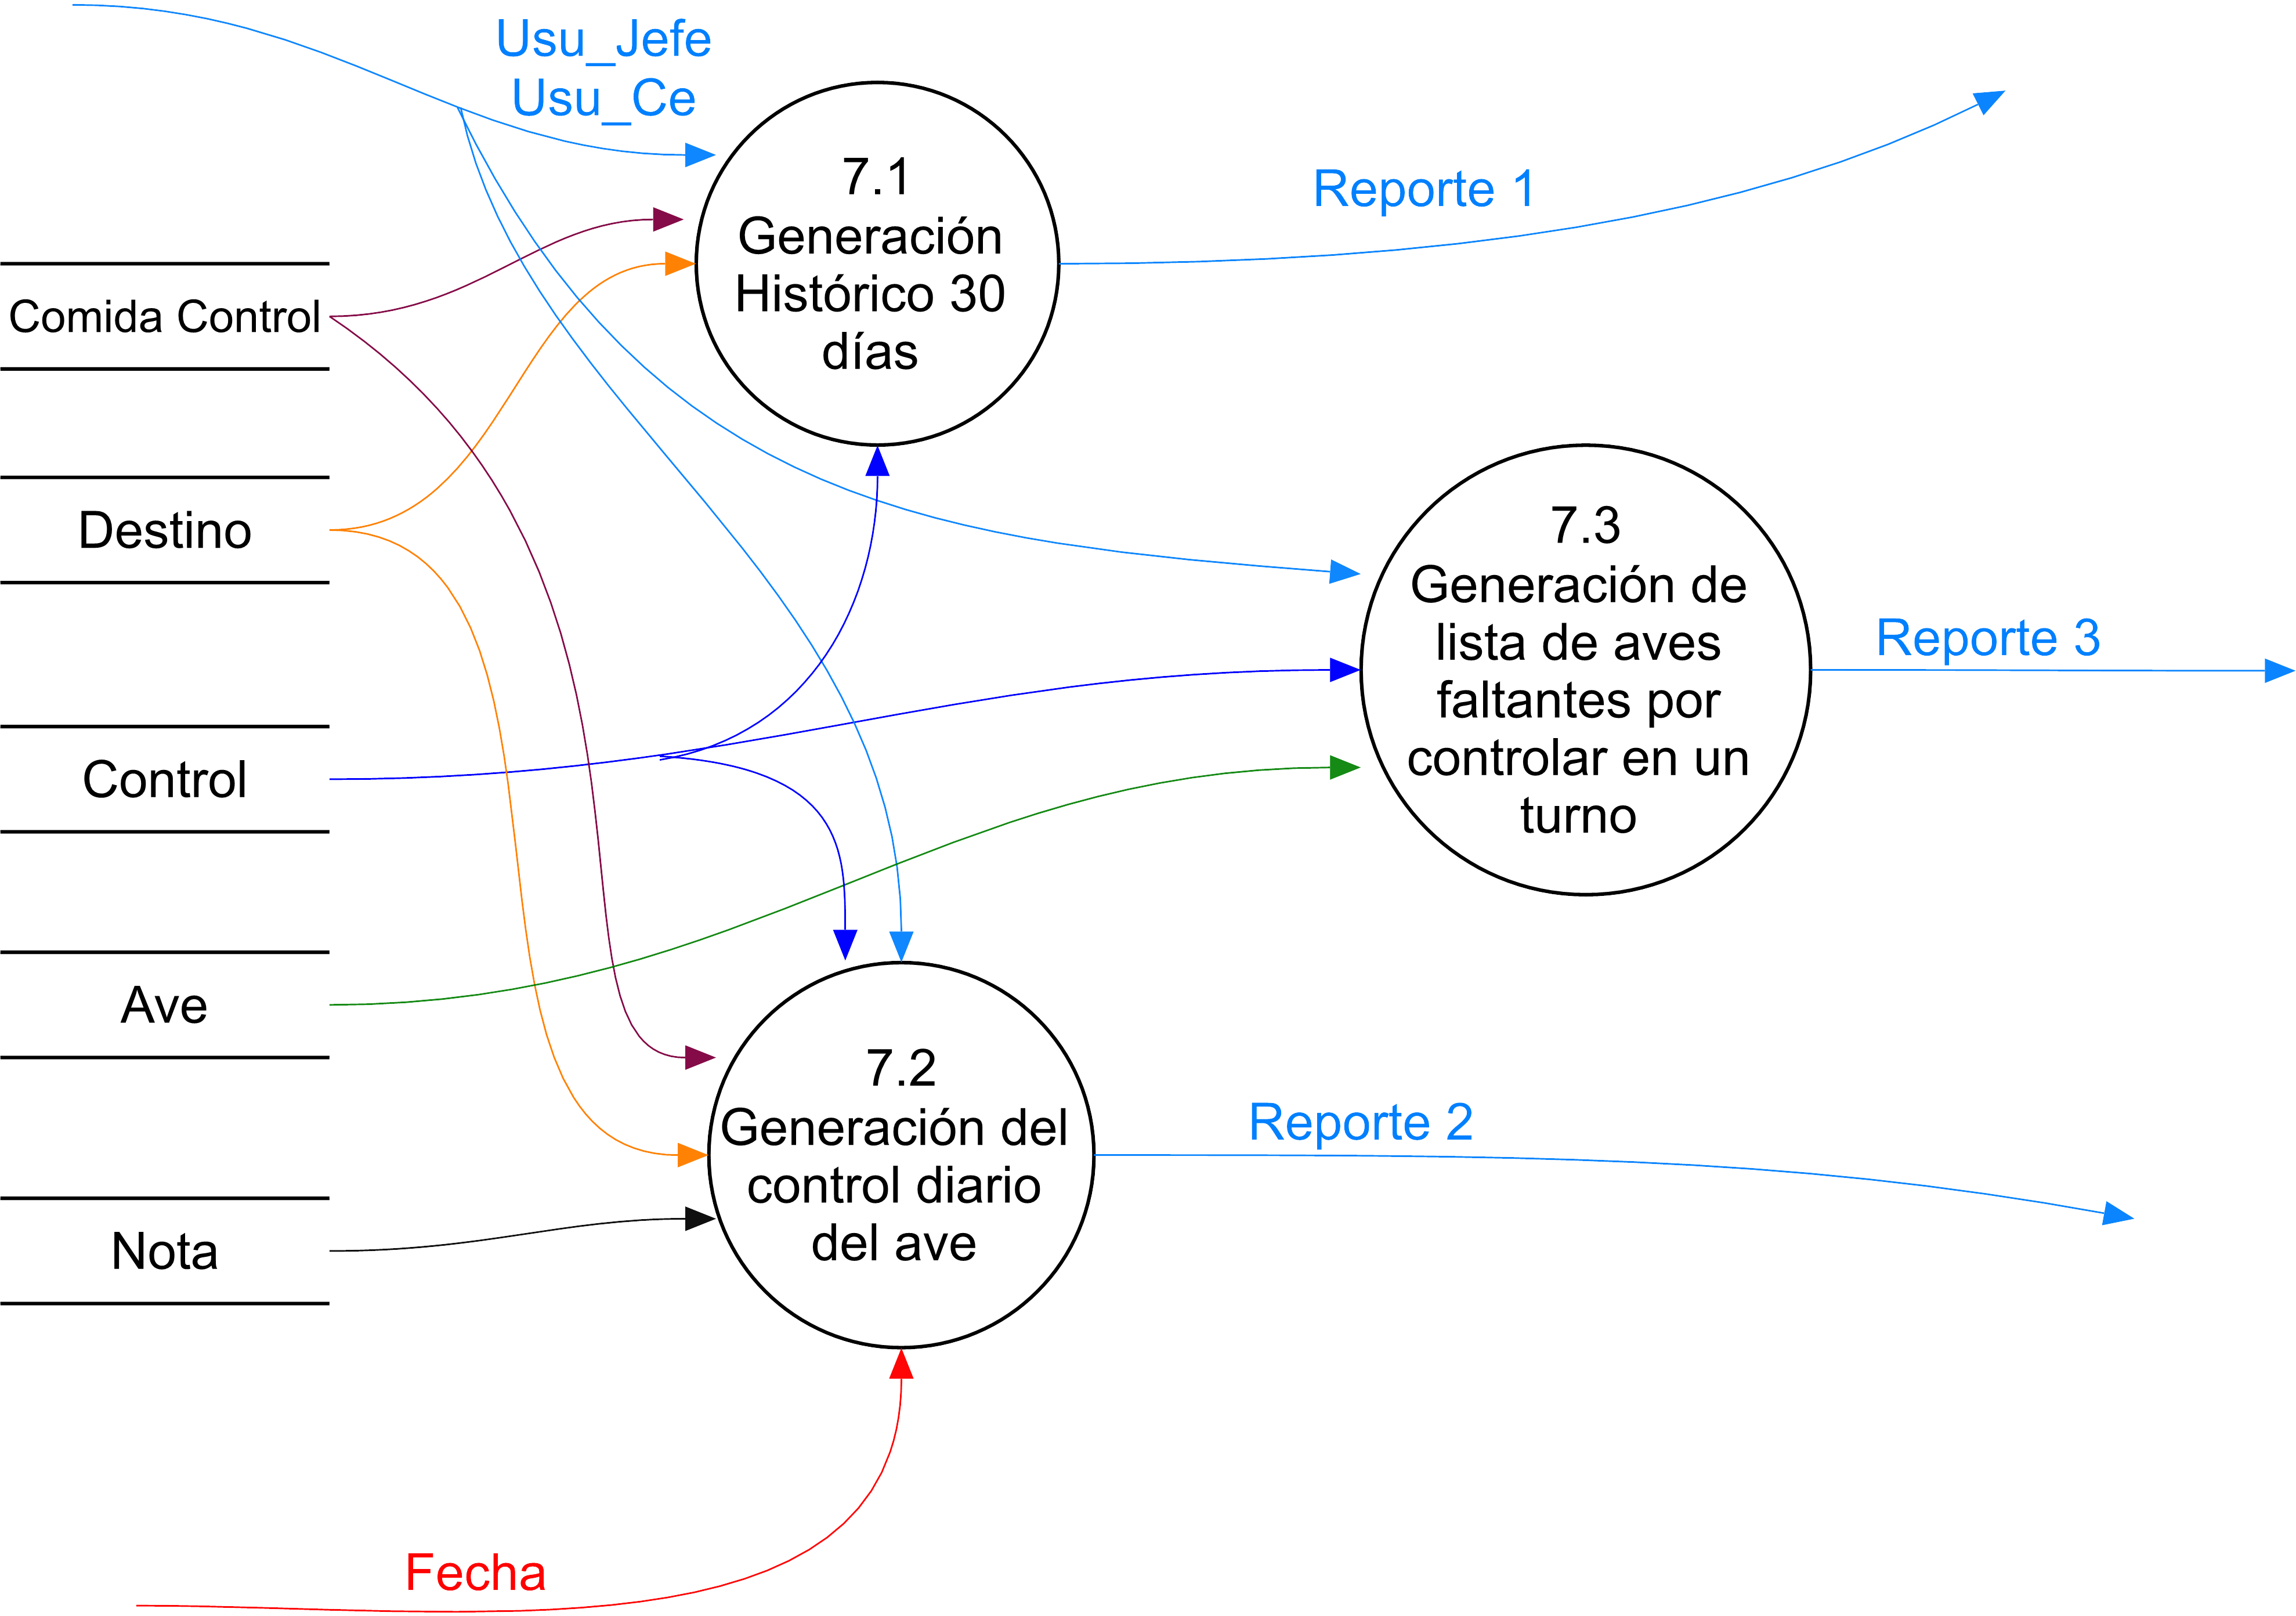 Usu_Jefe
Usu_Ce
7.1
Generación
Histórico 30
días
Reporte 1
Comida Control
Destino
Control
Ave
Nota
7.3
Generación de
lista de aves
faltantes por
controlar en un
turno
Reporte 3
7.2
Generación del
control diario
del ave
Reporte 2
Fecha